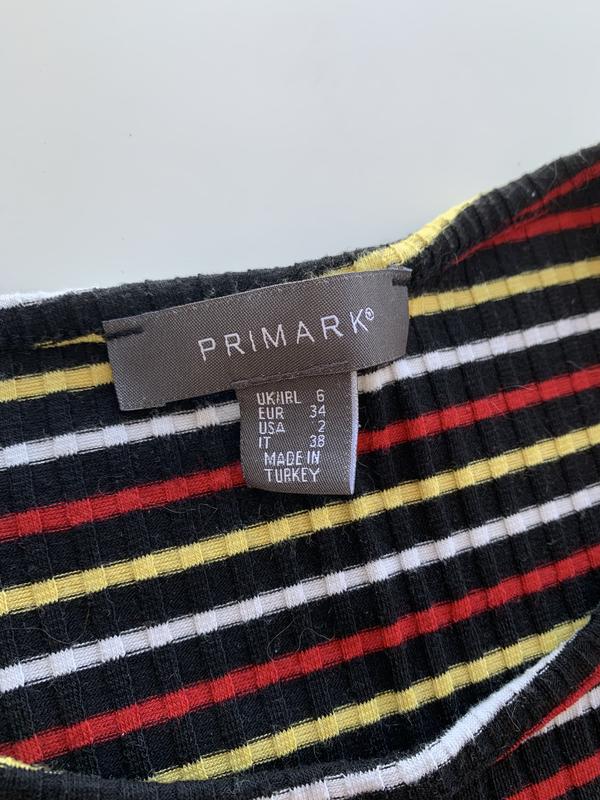 PRIMARK®
UK/IRL 6
EUR 34
USA 2
IT 38
MADE IN
TURKEY